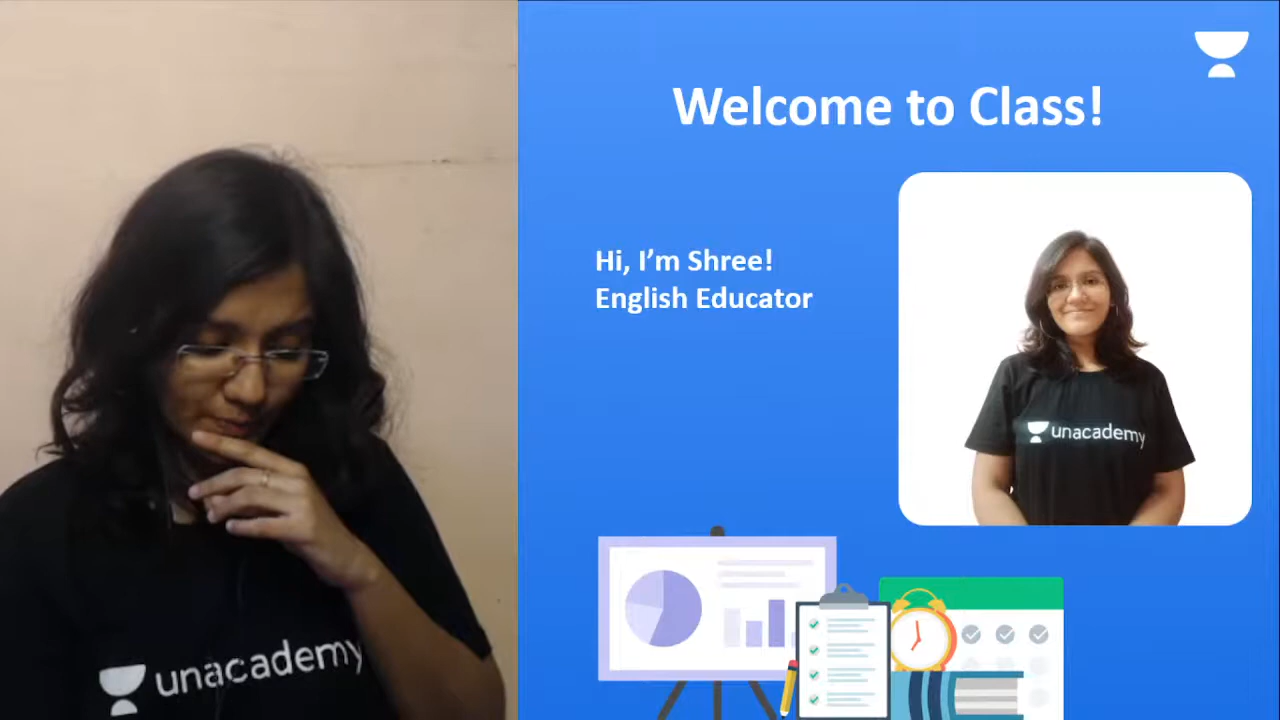 Welcome to Class!
Hi, I’m Shree!
English Educator
unacademy
unacademy